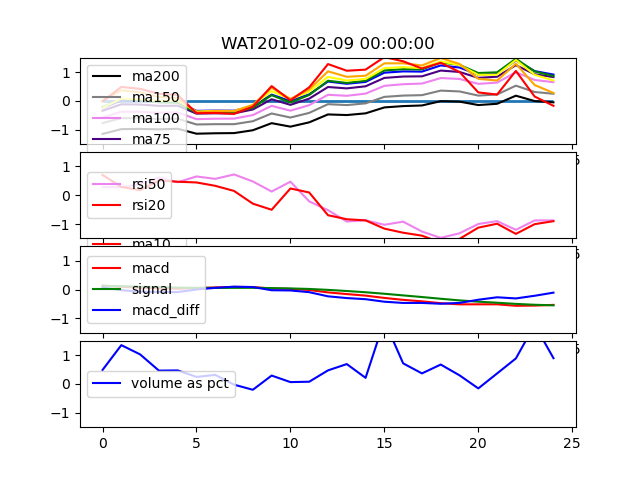 WAT2010-02-09 00:00:00
1
0
−1
ma200
ma150
ma100
ma75
1
0
−1
rsi50
rsi20
ma10
1
0
−1
macd
signal
macd_diff
1
0
−1
volume as pct
0 5 10 15 20 25